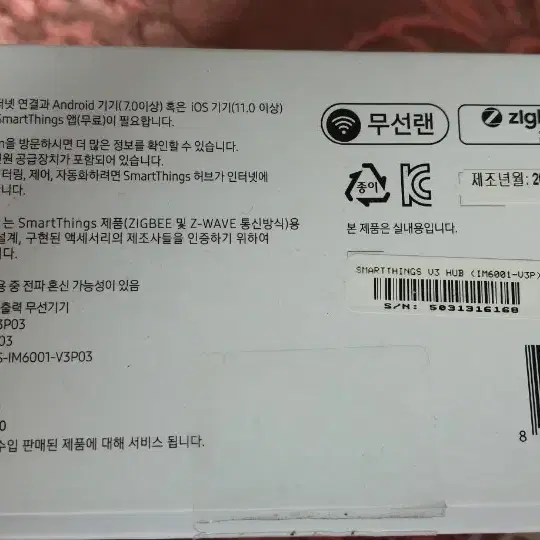 연결과 Android 기기(7.0이상) 혹은 iOS 기기(11.0 이상)
SmartThings 앱(무료)이 필요합니다.
을 방문하시면 더 많은 정보를 확인할 수 있습니다.
공급장치가 포함되어 있습니다.
터링, 제어, 자동화하려면 SmartThings 허브가 인터넷에
니다.
는 SmartThings 제품(ZIGBEE 및 Z-WAVE 통신방식)용
설계, 구현된 액세서리의 제조사들을 인증하기 위하여
니다.
용 중 전파 혼신 가능성이 있음
출력 무선기기
3P03
03
S-IM6001-V3P03
0
수입 판매된 제품에 대해 서비스 됩니다.
무선랜
zigb
종이
제조년월: 20
본 제품은 실내용입니다.
SMARTTHINGS V3 HUB (IM6001-V3P)
S/N: 5031316168
8